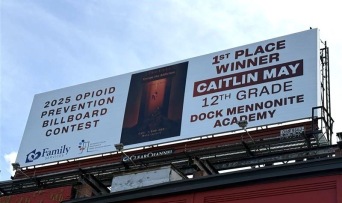 2025 OPIOID
PREVENTION
BILLBOARD
CONTEST
Family
1ST PLACE
WINNER
CAITLIN MAY
12TH GRADE
DOCK MENNONITE
ACADEMY
CLEARCHANNEL